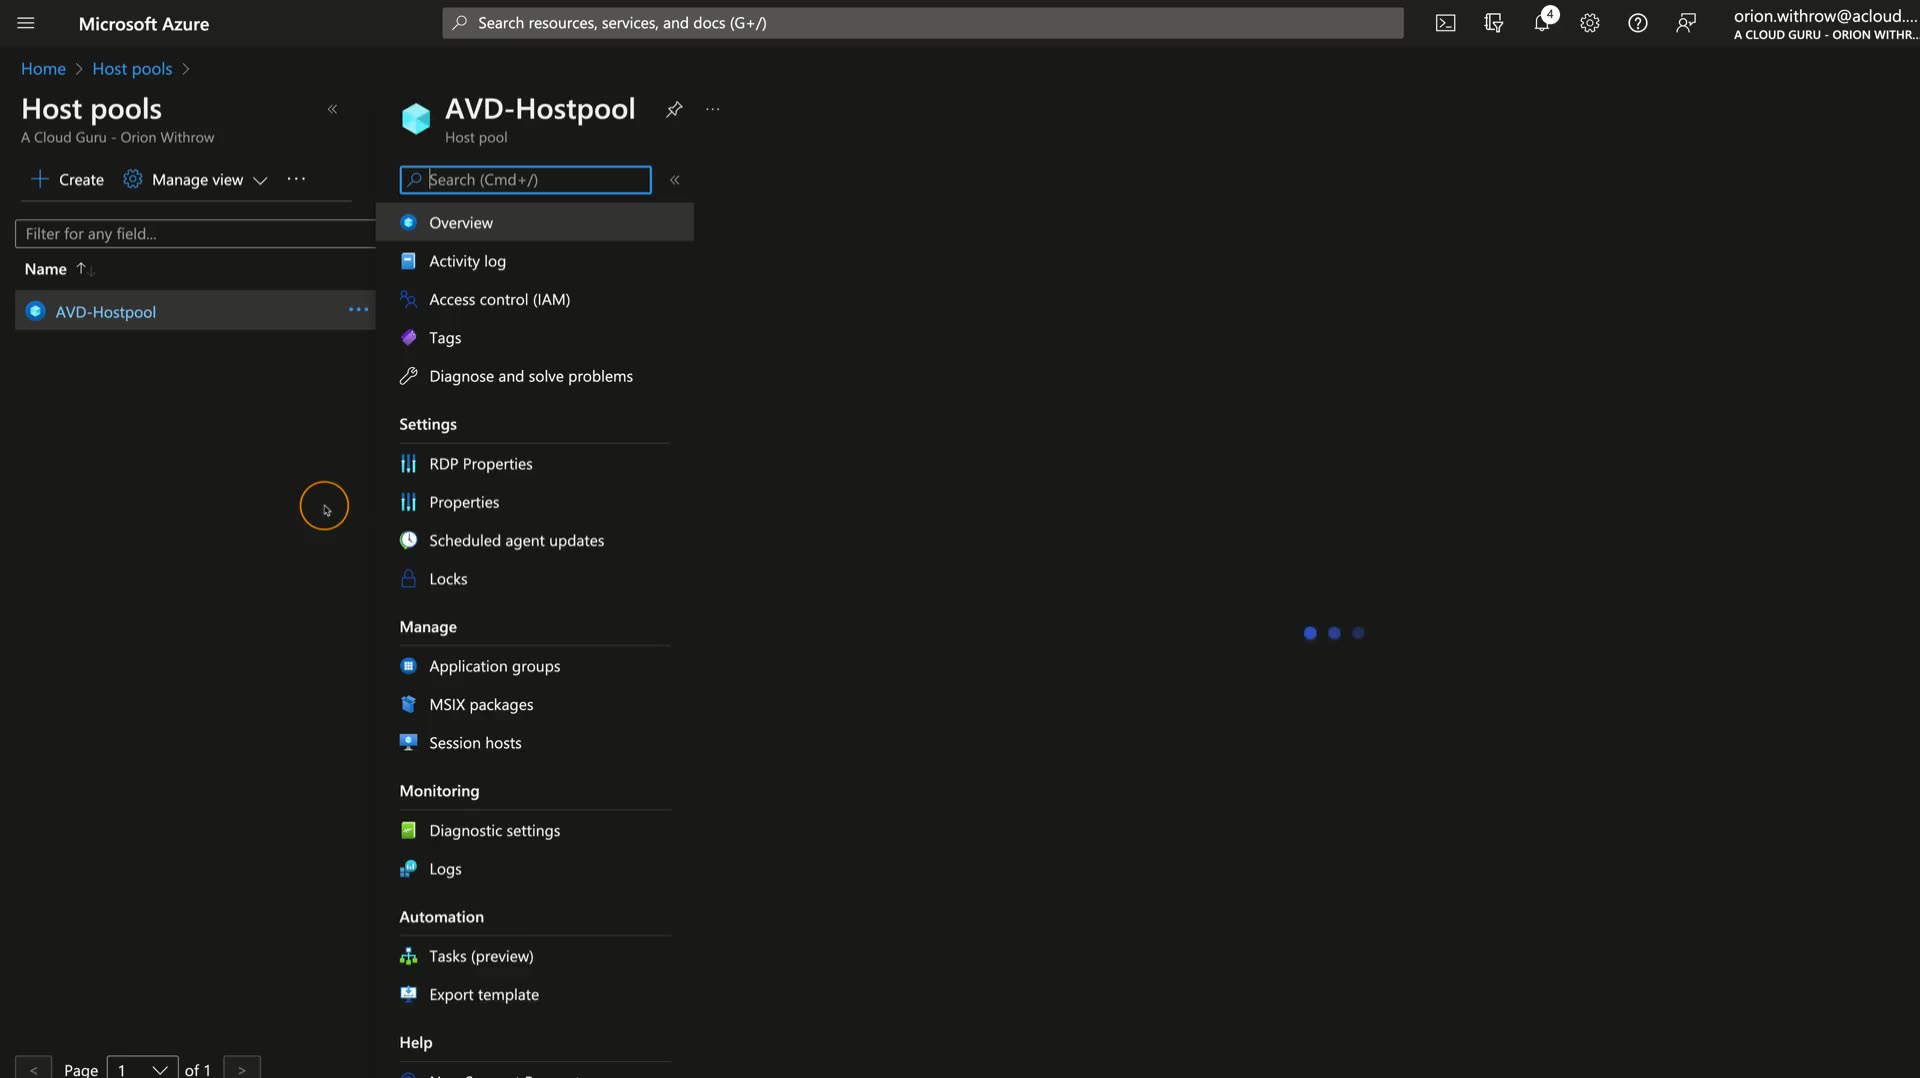 Microsoft Azure
Search resources, services, and docs (G+/)
4
orion.withrow@acloud....
A CLOUD GURU - ORION WITHR...
Home > Host pools >
Host pools
A Cloud Guru - Orion Withrow
Create
Manage view
Filter for any field...
Name
AVD-Hostpool
Page 1 of 1
AVD-Hostpool
Host pool
Search (Cmd+/)
Overview
Activity log
Access control (IAM)
Tags
Diagnose and solve problems
Settings
RDP Properties
Properties
Scheduled agent updates
Locks
Manage
Application groups
MSIX packages
Session hosts
Monitoring
Diagnostic settings
Logs
Automation
Tasks (preview)
Export template
Help